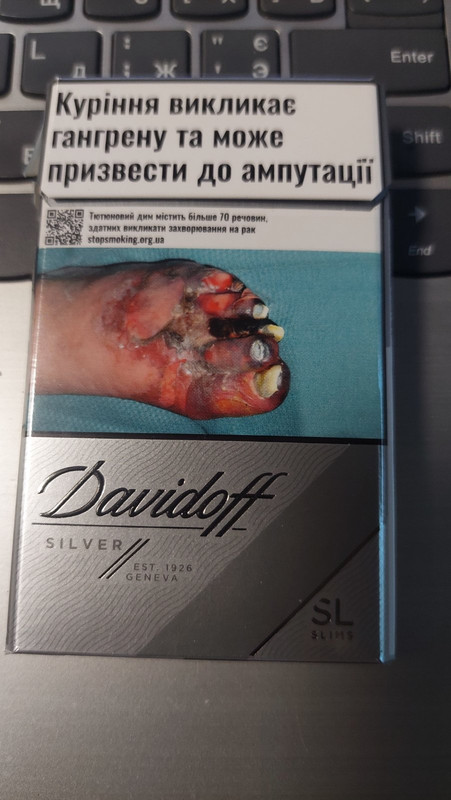 Щ
L
Д
:
;
Ж
"
Є
'
Э
Enter
Куріння викликає
гангрену та може
призвести до ампутації
Shift
Тютюновий дим містить більше 70 речовин,
здатних викликати захворювання на рак
stopsmoking.org.ua
End
Davidoff
SILVER
EST. 1926
GENEVA
SL
SLIMS